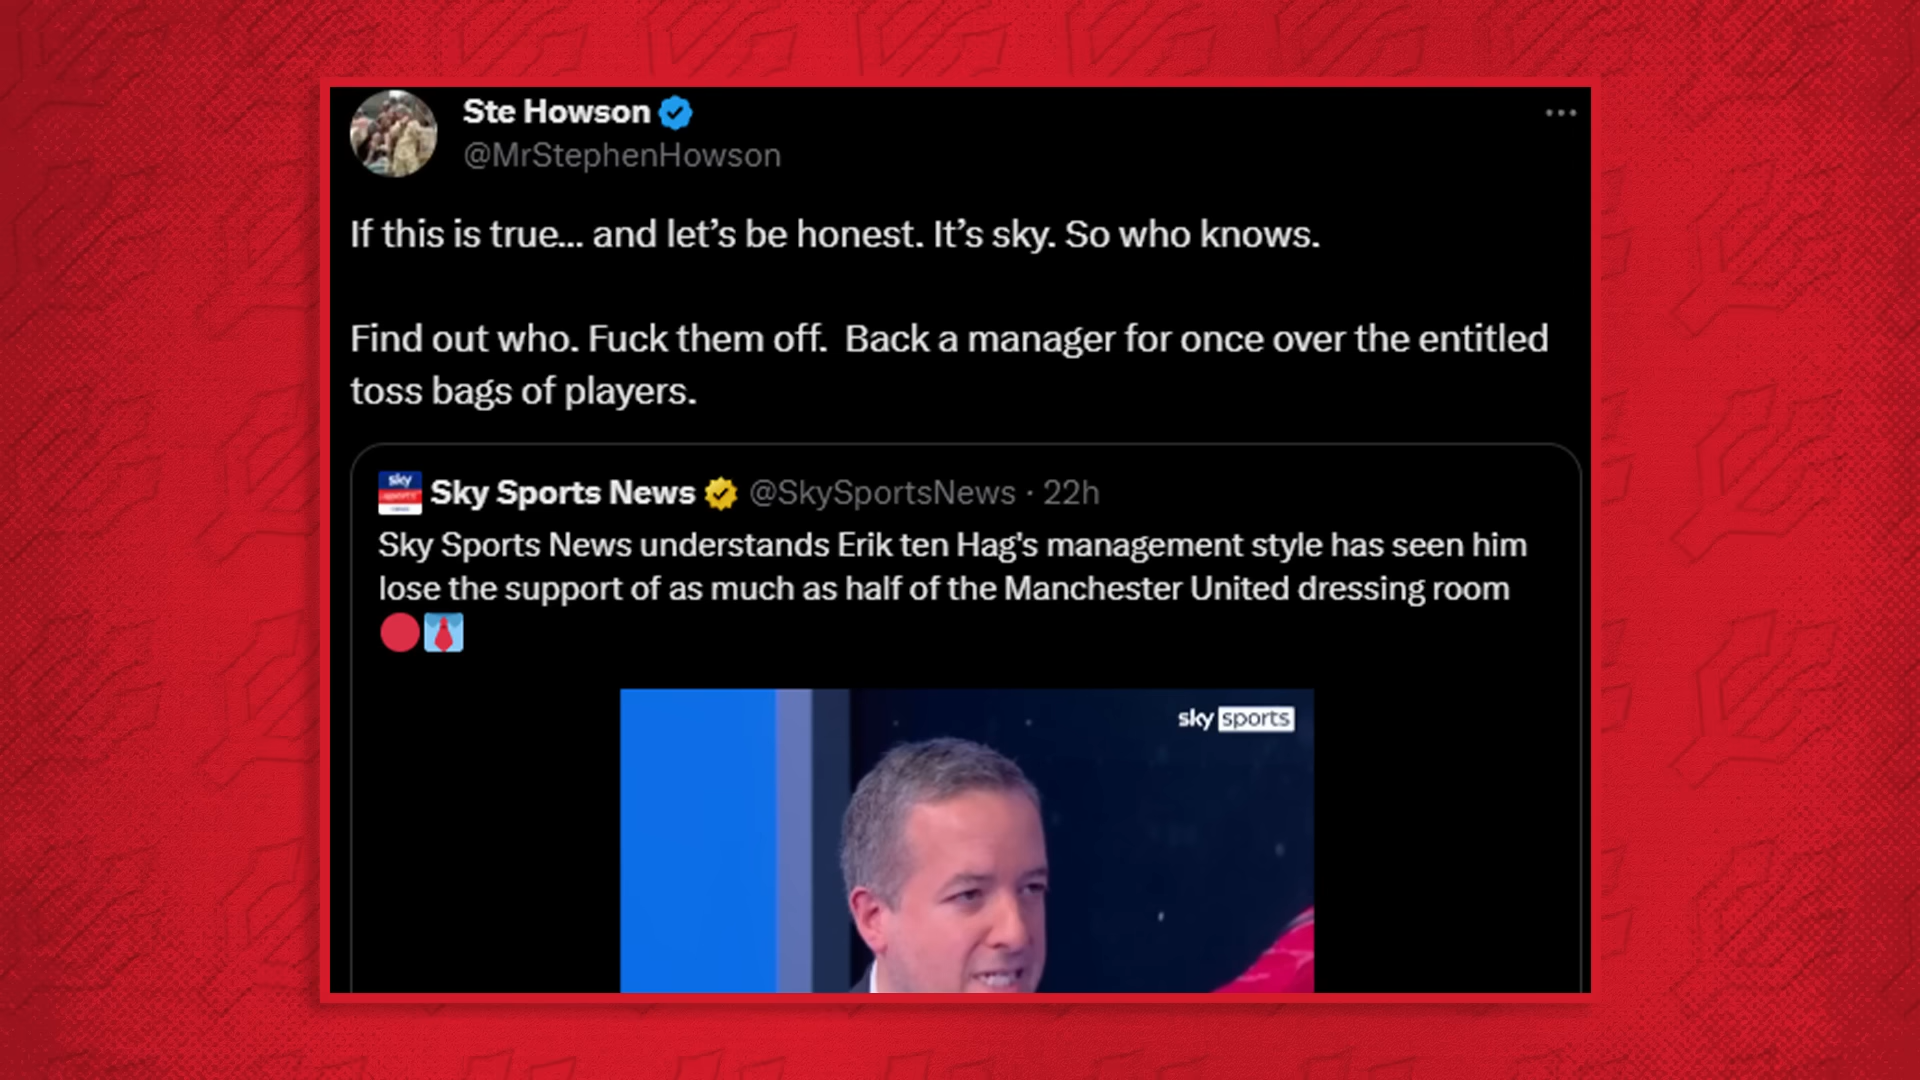 Ste Howson
@MrStephenHowson
If this is true... and let’s be honest. It’s sky. So who knows.
Find out who. Fuck them off.  Back a manager for once over the entitled
toss bags of players.
sky
sports
Sky Sports News @SkySportsNews · 22h
Sky Sports News understands Erik ten Hag's management style has seen him
lose the support of as much as half of the Manchester United dressing room
sky sports